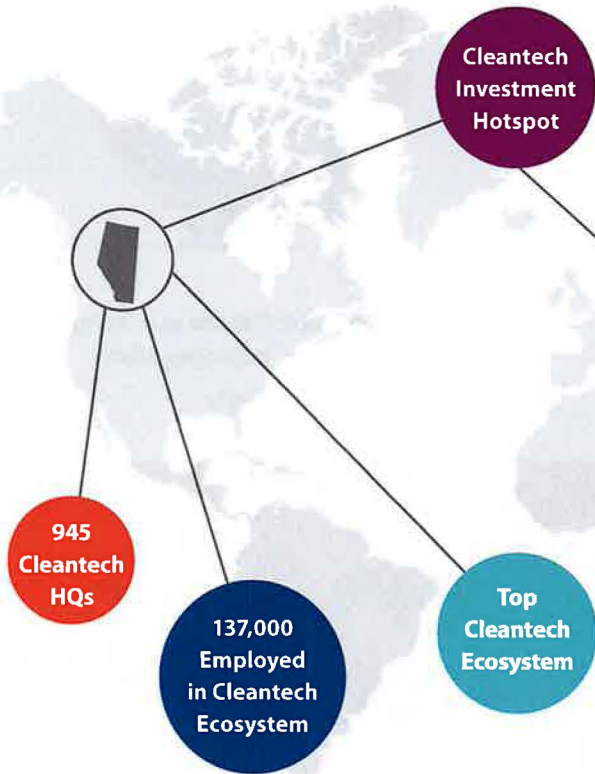 Cleantech
Investment
Hotspot
945
Cleantech
HQs
137,000
Employed
in Cleantech
Ecosystem
Top
Cleantech
Ecosystem